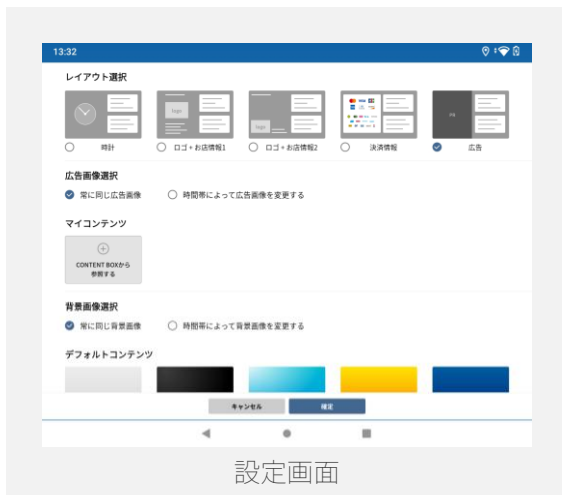 13:32
レイアウト選択
logo
logo
広告
時計
ロゴ+お店情報1
ロゴ+お店情報2
決済情報
広告
広告画像選択
常に同じ広告画像
時間帯によって広告画像を変更する
マイコンテンツ
CONTENT BOXから
参照する
背景画像選択
常に同じ背景画像
時間帯によって背景画像を変更する
デフォルトコンテンツ
キャンセル
確定
設定画面